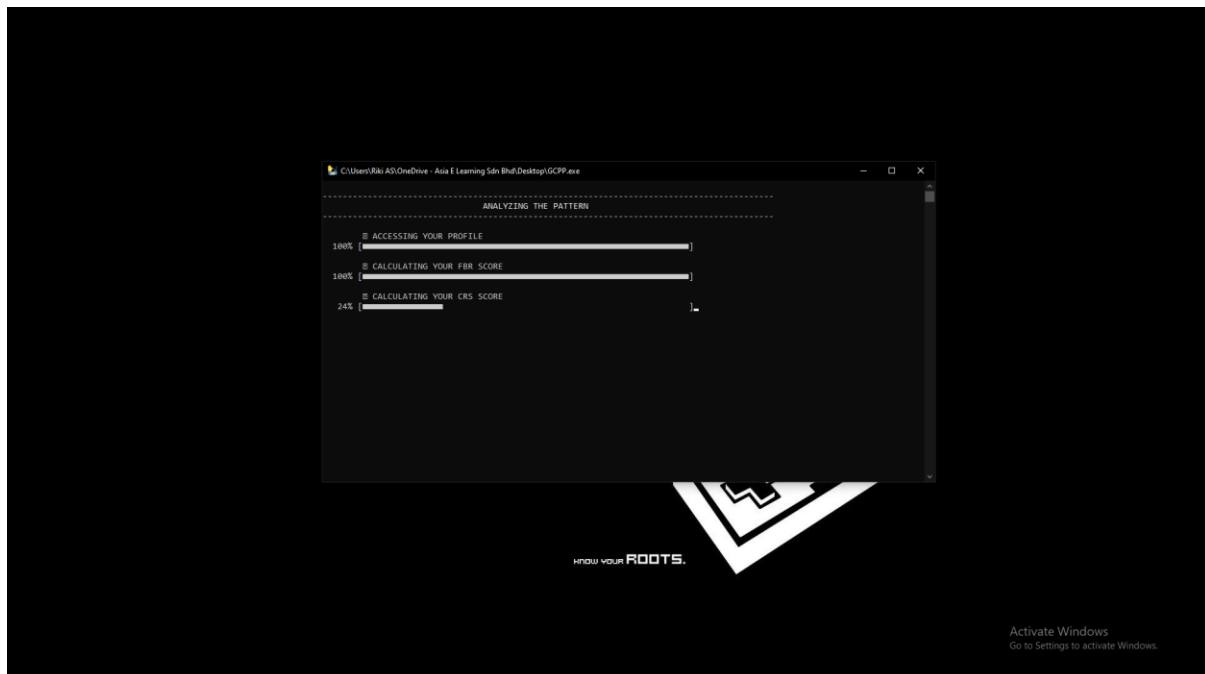 C:\Users\Riki AS\OneDrive - Asia E Learning Sdn Bhd\Desktop\GCPP.exe
ANALYZING THE PATTERN
ACCESSING YOUR PROFILE
100% [ ]
CALCULATING YOUR FBR SCORE
100% [ ]
CALCULATING YOUR CRS SCORE
24% [ ]
KNOW YOUR ROOTS.
Activate Windows
Go to Settings to activate Windows.